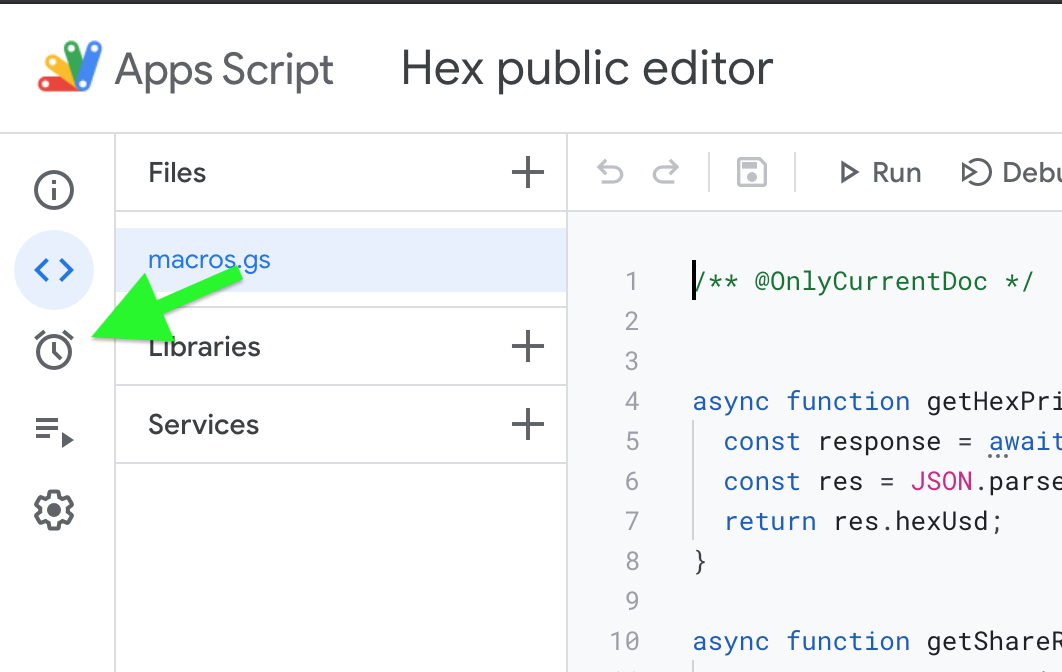 Apps Script
Hex public editor
Files
macros.gs
Libraries
Services
Run
Debu
1 /** @OnlyCurrentDoc */
2
3
4 async function getHexPri
5 const response = await
6 const res = JSON.parse
7 return res.hexUsd;
8 }
9
10 async function getShareR